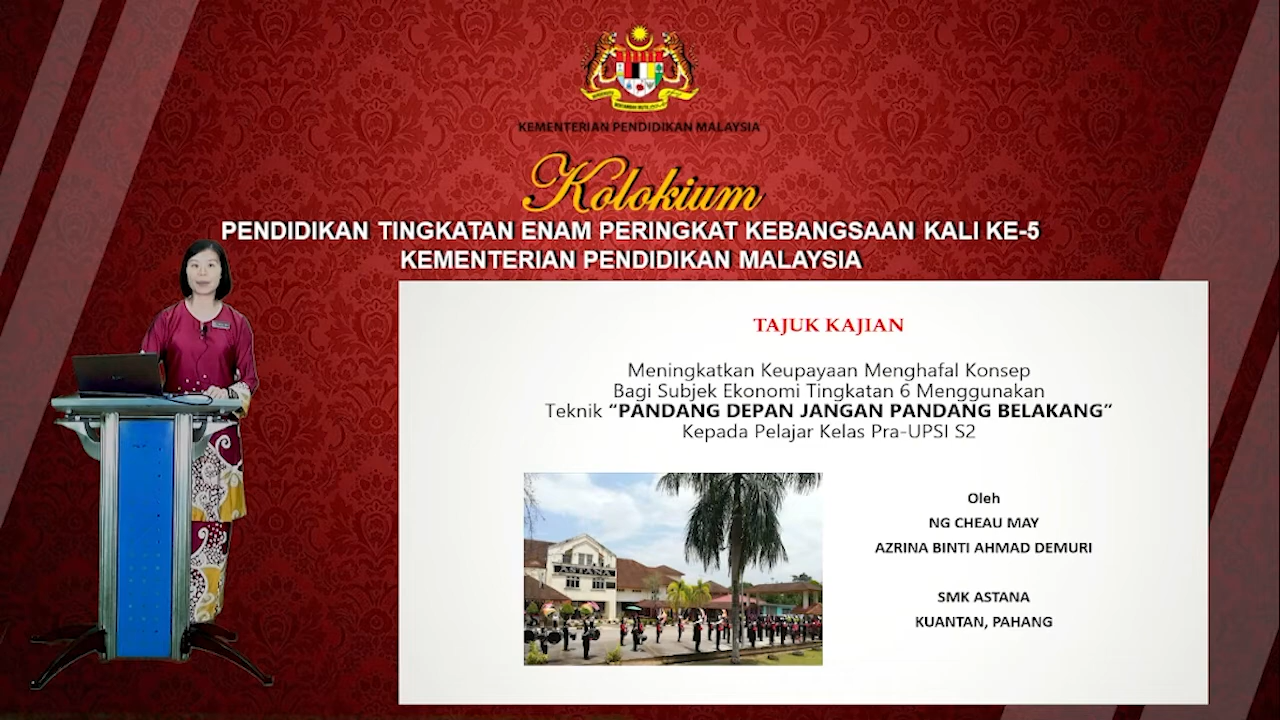 KEMENTERIAN PENDIDIKAN MALAYSIA
Kolokium
PENDIDIKAN TINGKATAN ENAM PERINGKAT KEBANGSAAN KALI KE-5
KEMENTERIAN PENDIDIKAN MALAYSIA
TAJUK KAJIAN
Meningkatkan Keupayaan Menghafal Konsep
Bagi Subjek Ekonomi Tingkatan 6 Menggunakan
Teknik “PANDANG DEPAN JANGAN PANDANG BELAKANG”
Kepada Pelajar Kelas Pra-UPSI S2
ASTANA
Oleh
NG CHEAU MAY
AZRINA BINTI AHMAD DEMURI
SMK ASTANA
KUANTAN, PAHANG